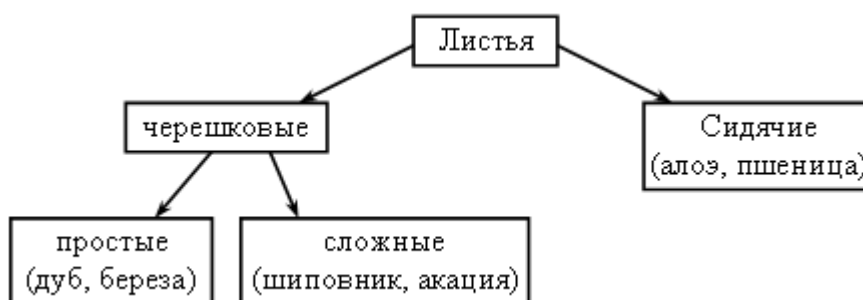 Листья
черешковые
Сидячие
(алоэ, пшеница)
простые
(дуб, береза)
сложные
(шиповник, акация)